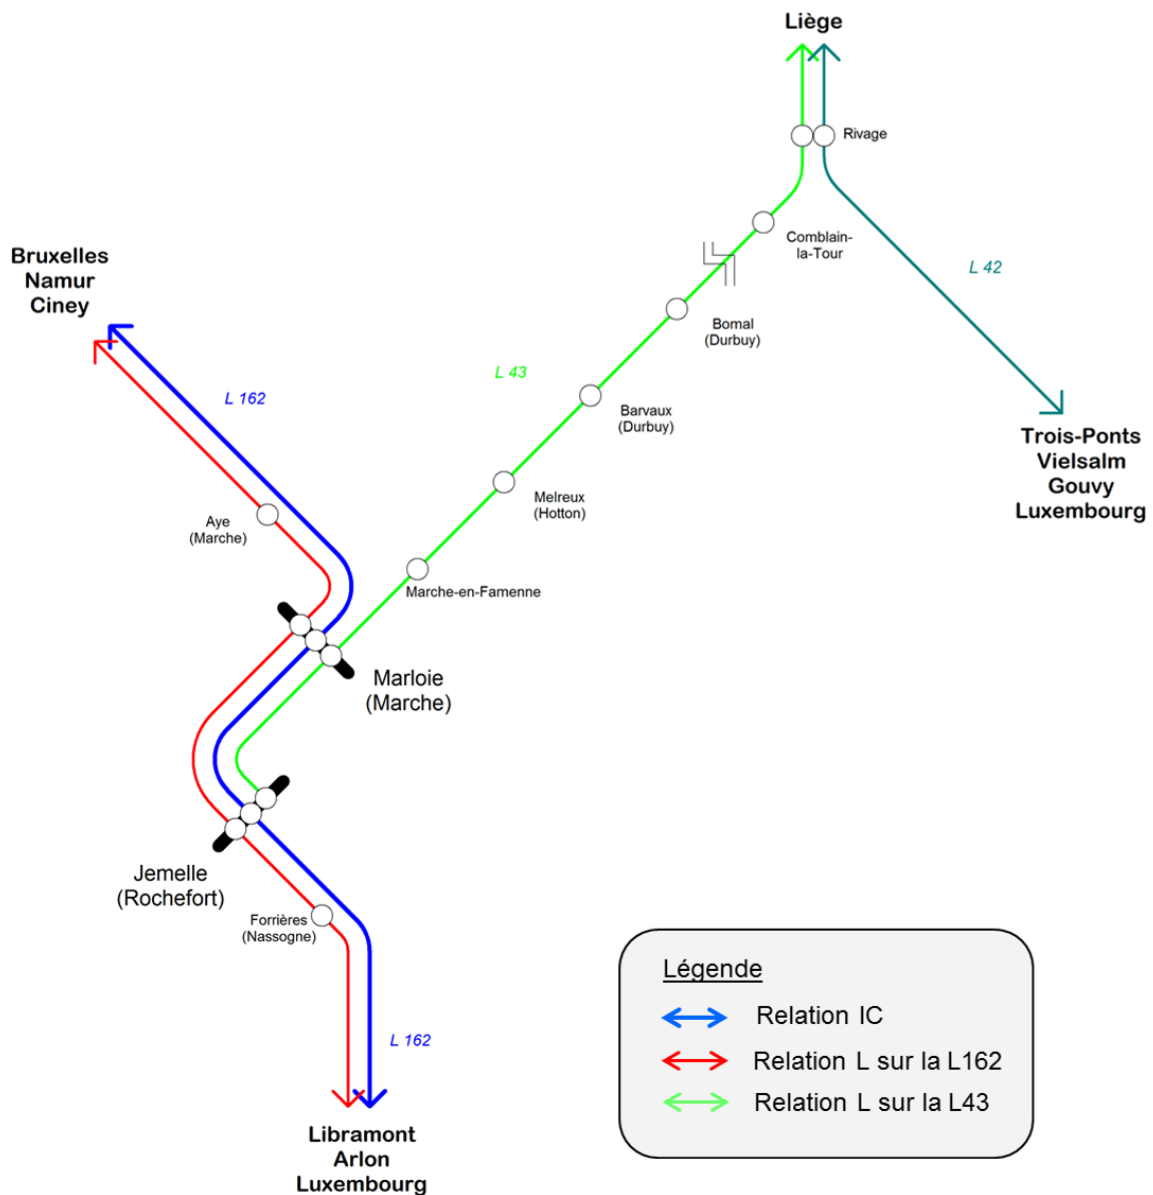 Liège
Rivage
Comblain-
la-Tour
L 42
Bruxelles
Namur
Ciney
Bomal
(Durbuy)
L 43
L 162
Barvaux
(Durbuy)
Trois-Ponts
Vielsalm
Gouvy
Luxembourg
Melreux
(Hotton)
Aye
(Marche)
Marche-en-Famenne
Marloie
(Marche)
Jemelle
(Rochefort)
Forrières
(Nassogne)
L 162
Libramont
Arlon
Luxembourg
Légende
Relation IC
Relation L sur la L162
Relation L sur la L43